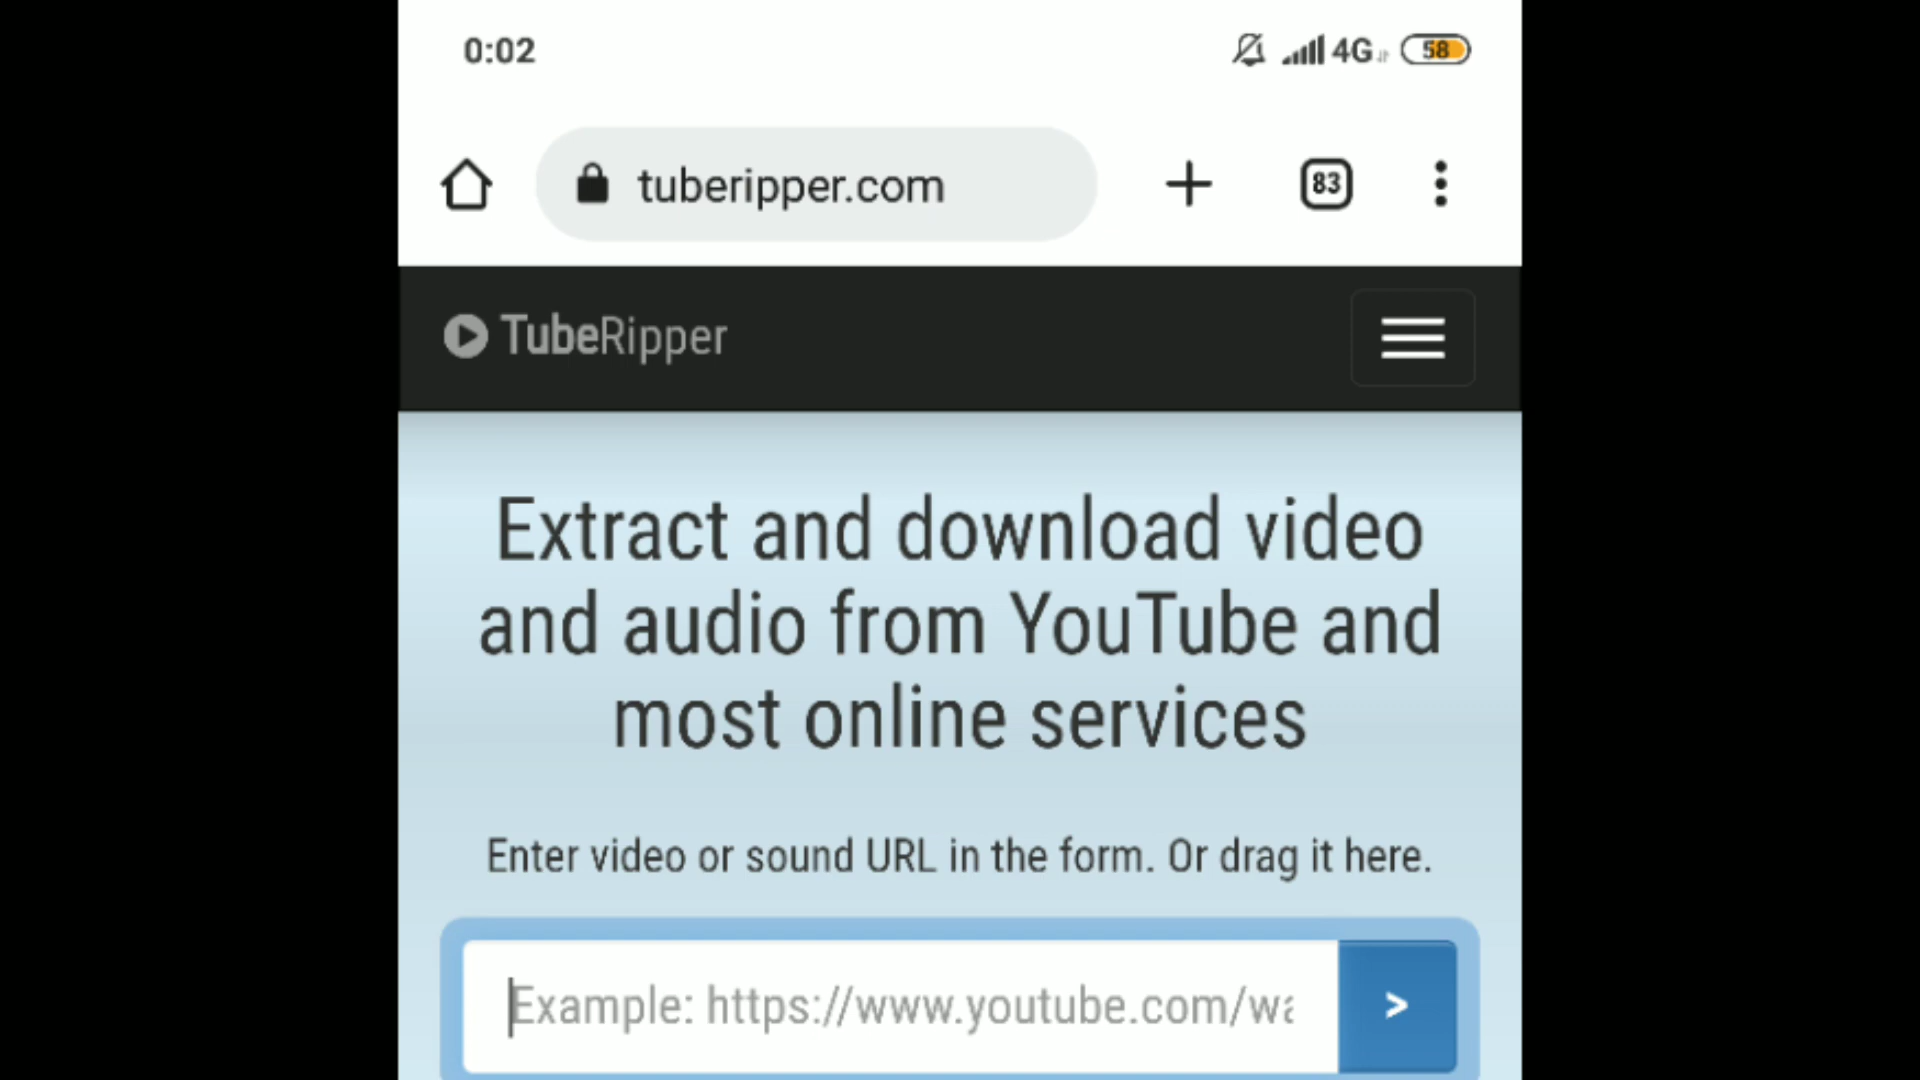 0:02 4G 58
tuberipper.com 83
TubeRipper
Extract and download video
and audio from YouTube and
most online services
Enter video or sound URL in the form. Or drag it here.
Example: https://www.youtube.com/wa >